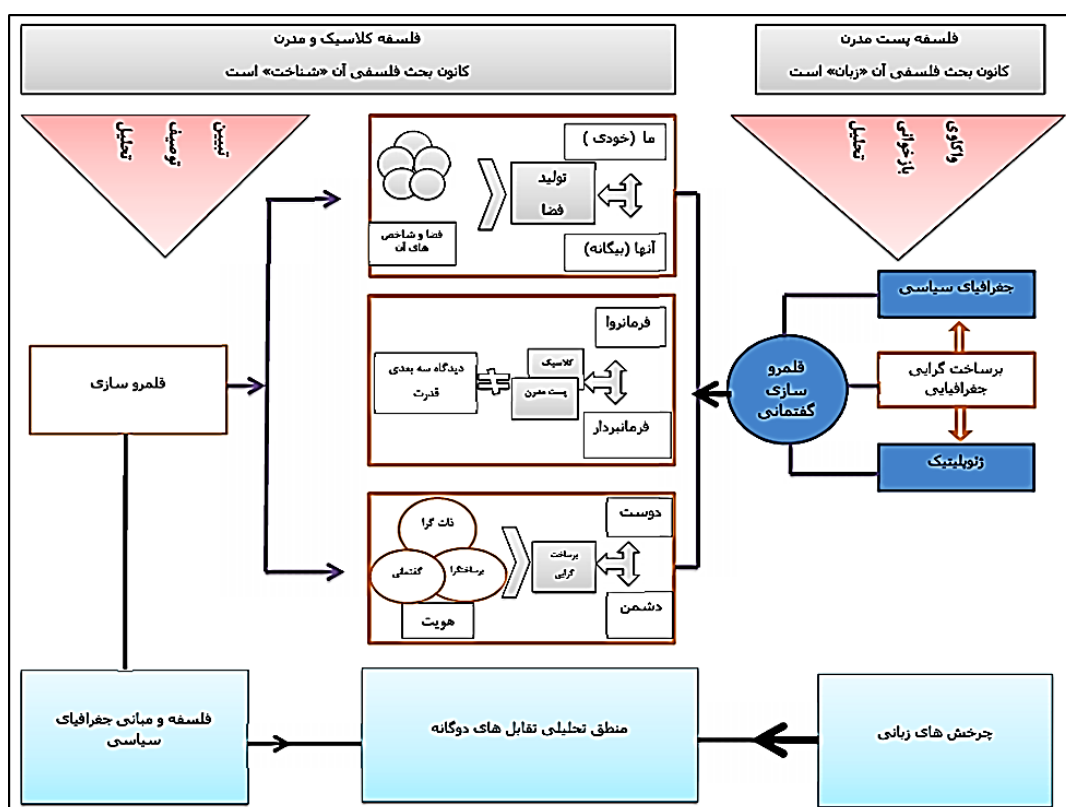 فلسفه پست مدرن
کانون بحث فلسفی آن «زبان» است
فلسفه کلاسیک و مدرن
کانون بحث فلسفی آن «شناخت» است
واکاوی
بازخوانی
تحلیل
تبیین
توصیف
تحلیل
ما (خودی )
تولید
فضا
آنها (بیگانه)
فضا و شاخص
های آن
جغرافیای سیاسی
برساخت گرایی
جغرافیایی
ژئوپلیتیک
قلمرو
سازی
گفتمانی
فرمانروا
کلاسیک
پست مدرن
فرمانبردار
دیدگاه سه بعدی
قدرت
قلمرو سازی
دوست
برساخت
گرایی
دشمن
ذات گرا
برساختگرا
گفتمانی
هویت
چرخش های زبانی
منطق تحلیلی تقابل های دوگانه
فلسفه و مبانی جغرافیای
سیاسی